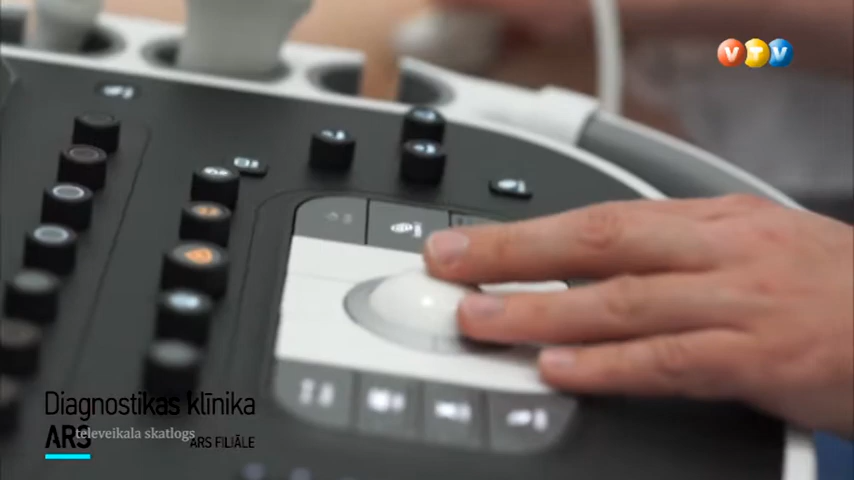 VTV
Diagnostikas klīnika
ARS
televeikala skatlogs
ARS FILIĀLE